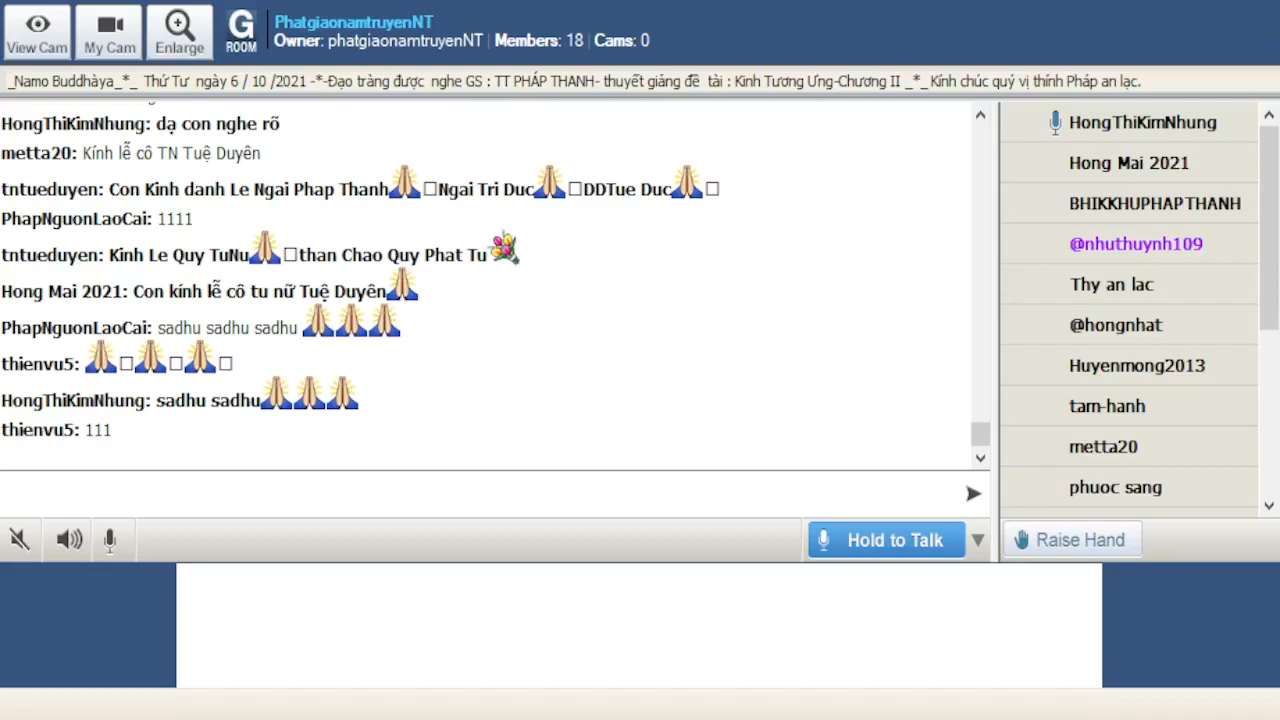 View Cam
My Cam
Enlarge
G
ROOM
PhatgiaonamtruyenNT
Owner: phatgiaonamtruyenNT | Members: 18 | Cams: 0
_Namo Buddhàya_*_ Thứ Tư ngày 6 / 10 /2021 -*-Đạo tràng được nghe GS : TT PHÁP THANH- thuyết giảng đề tài : Kinh Tương Ưng-Chương II _*_Kính chúc quý vị thính Pháp an lạc.
HongThiKimNhung: dạ con nghe rõ
metta20: Kính lễ cô TN Tuệ Duyên
tntueduyen: Con Kinh danh Le Ngai Phap Thanh🙏□Ngai Tri Duc🙏□DDTue Duc🙏□
PhapNguonLaoCai: 1111
tntueduyen: Kinh Le Quy TuNu🙏□than Chao Quy Phat Tu💐
Hong Mai 2021: Con kính lễ cô tu nữ Tuệ Duyên🙏
PhapNguonLaoCai: sadhu sadhu sadhu 🙏🙏🙏
thienvu5: 🙏□🙏□🙏□
HongThiKimNhung: sadhu sadhu🙏🙏🙏
thienvu5: 111
HongThiKimNhung
Hong Mai 2021
BHIKKHUPHAPTHANH
@nhuthuynh109
Thy an lac
@hongnhat
Huyenmong2013
tam-hanh
metta20
phuoc sang
Hold to Talk
Raise Hand